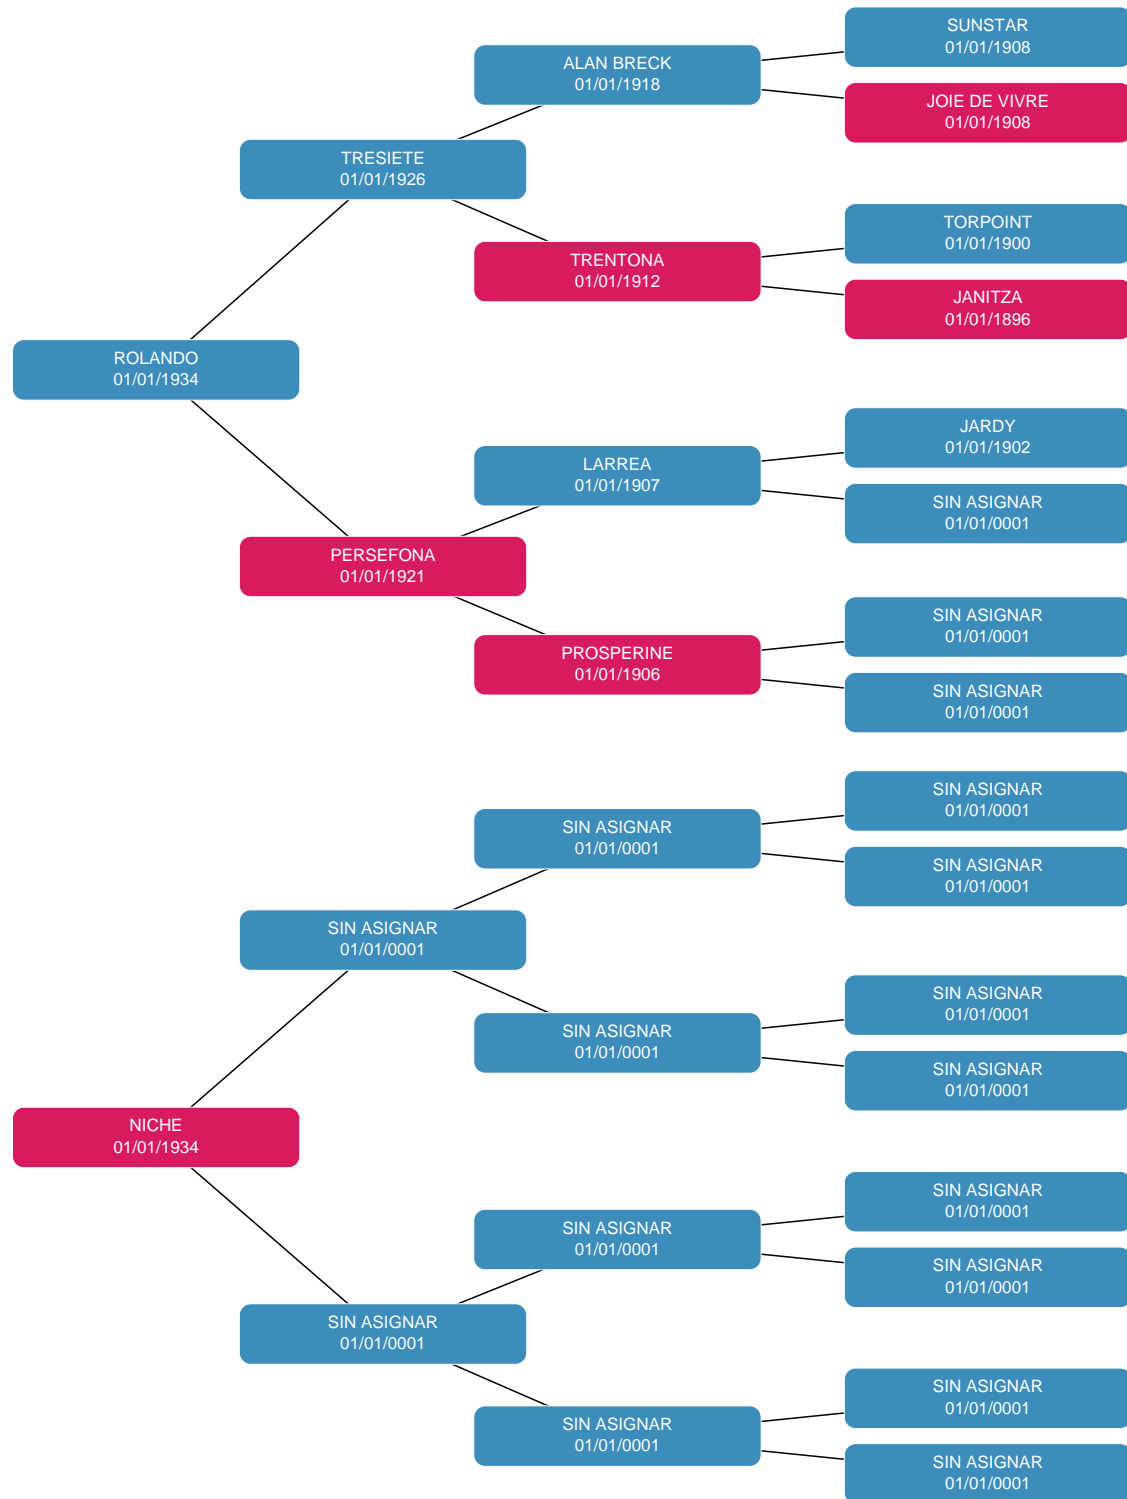 SUNSTAR
01/01/1908
ALAN BRECK
01/01/1918
JOIE DE VIVRE
01/01/1908
TRESIETE
01/01/1926
TORPOINT
01/01/1900
TRENTONA
01/01/1912
JANITZA
01/01/1896
ROLANDO
01/01/1934
JARDY
01/01/1902
LARREA
01/01/1907
SIN ASIGNAR
01/01/0001
PERSEFONA
01/01/1921
SIN ASIGNAR
01/01/0001
PROSPERINE
01/01/1906
SIN ASIGNAR
01/01/0001
SIN ASIGNAR
01/01/0001
SIN ASIGNAR
01/01/0001
SIN ASIGNAR
01/01/0001
SIN ASIGNAR
01/01/0001
SIN ASIGNAR
01/01/0001
SIN ASIGNAR
01/01/0001
SIN ASIGNAR
01/01/0001
NICHE
01/01/1934
SIN ASIGNAR
01/01/0001
SIN ASIGNAR
01/01/0001
SIN ASIGNAR
01/01/0001
SIN ASIGNAR
01/01/0001
SIN ASIGNAR
01/01/0001
SIN ASIGNAR
01/01/0001
SIN ASIGNAR
01/01/0001